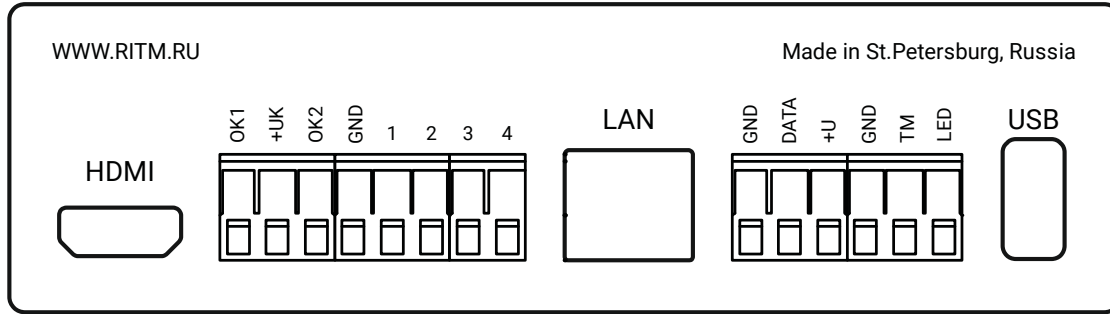 WWW.RITM.RU
Made in St.Petersburg, Russia
HDMI
OK1 +UK OK2 GND 1 2 3 4
LAN
GND DATA +U GND TM LED
USB